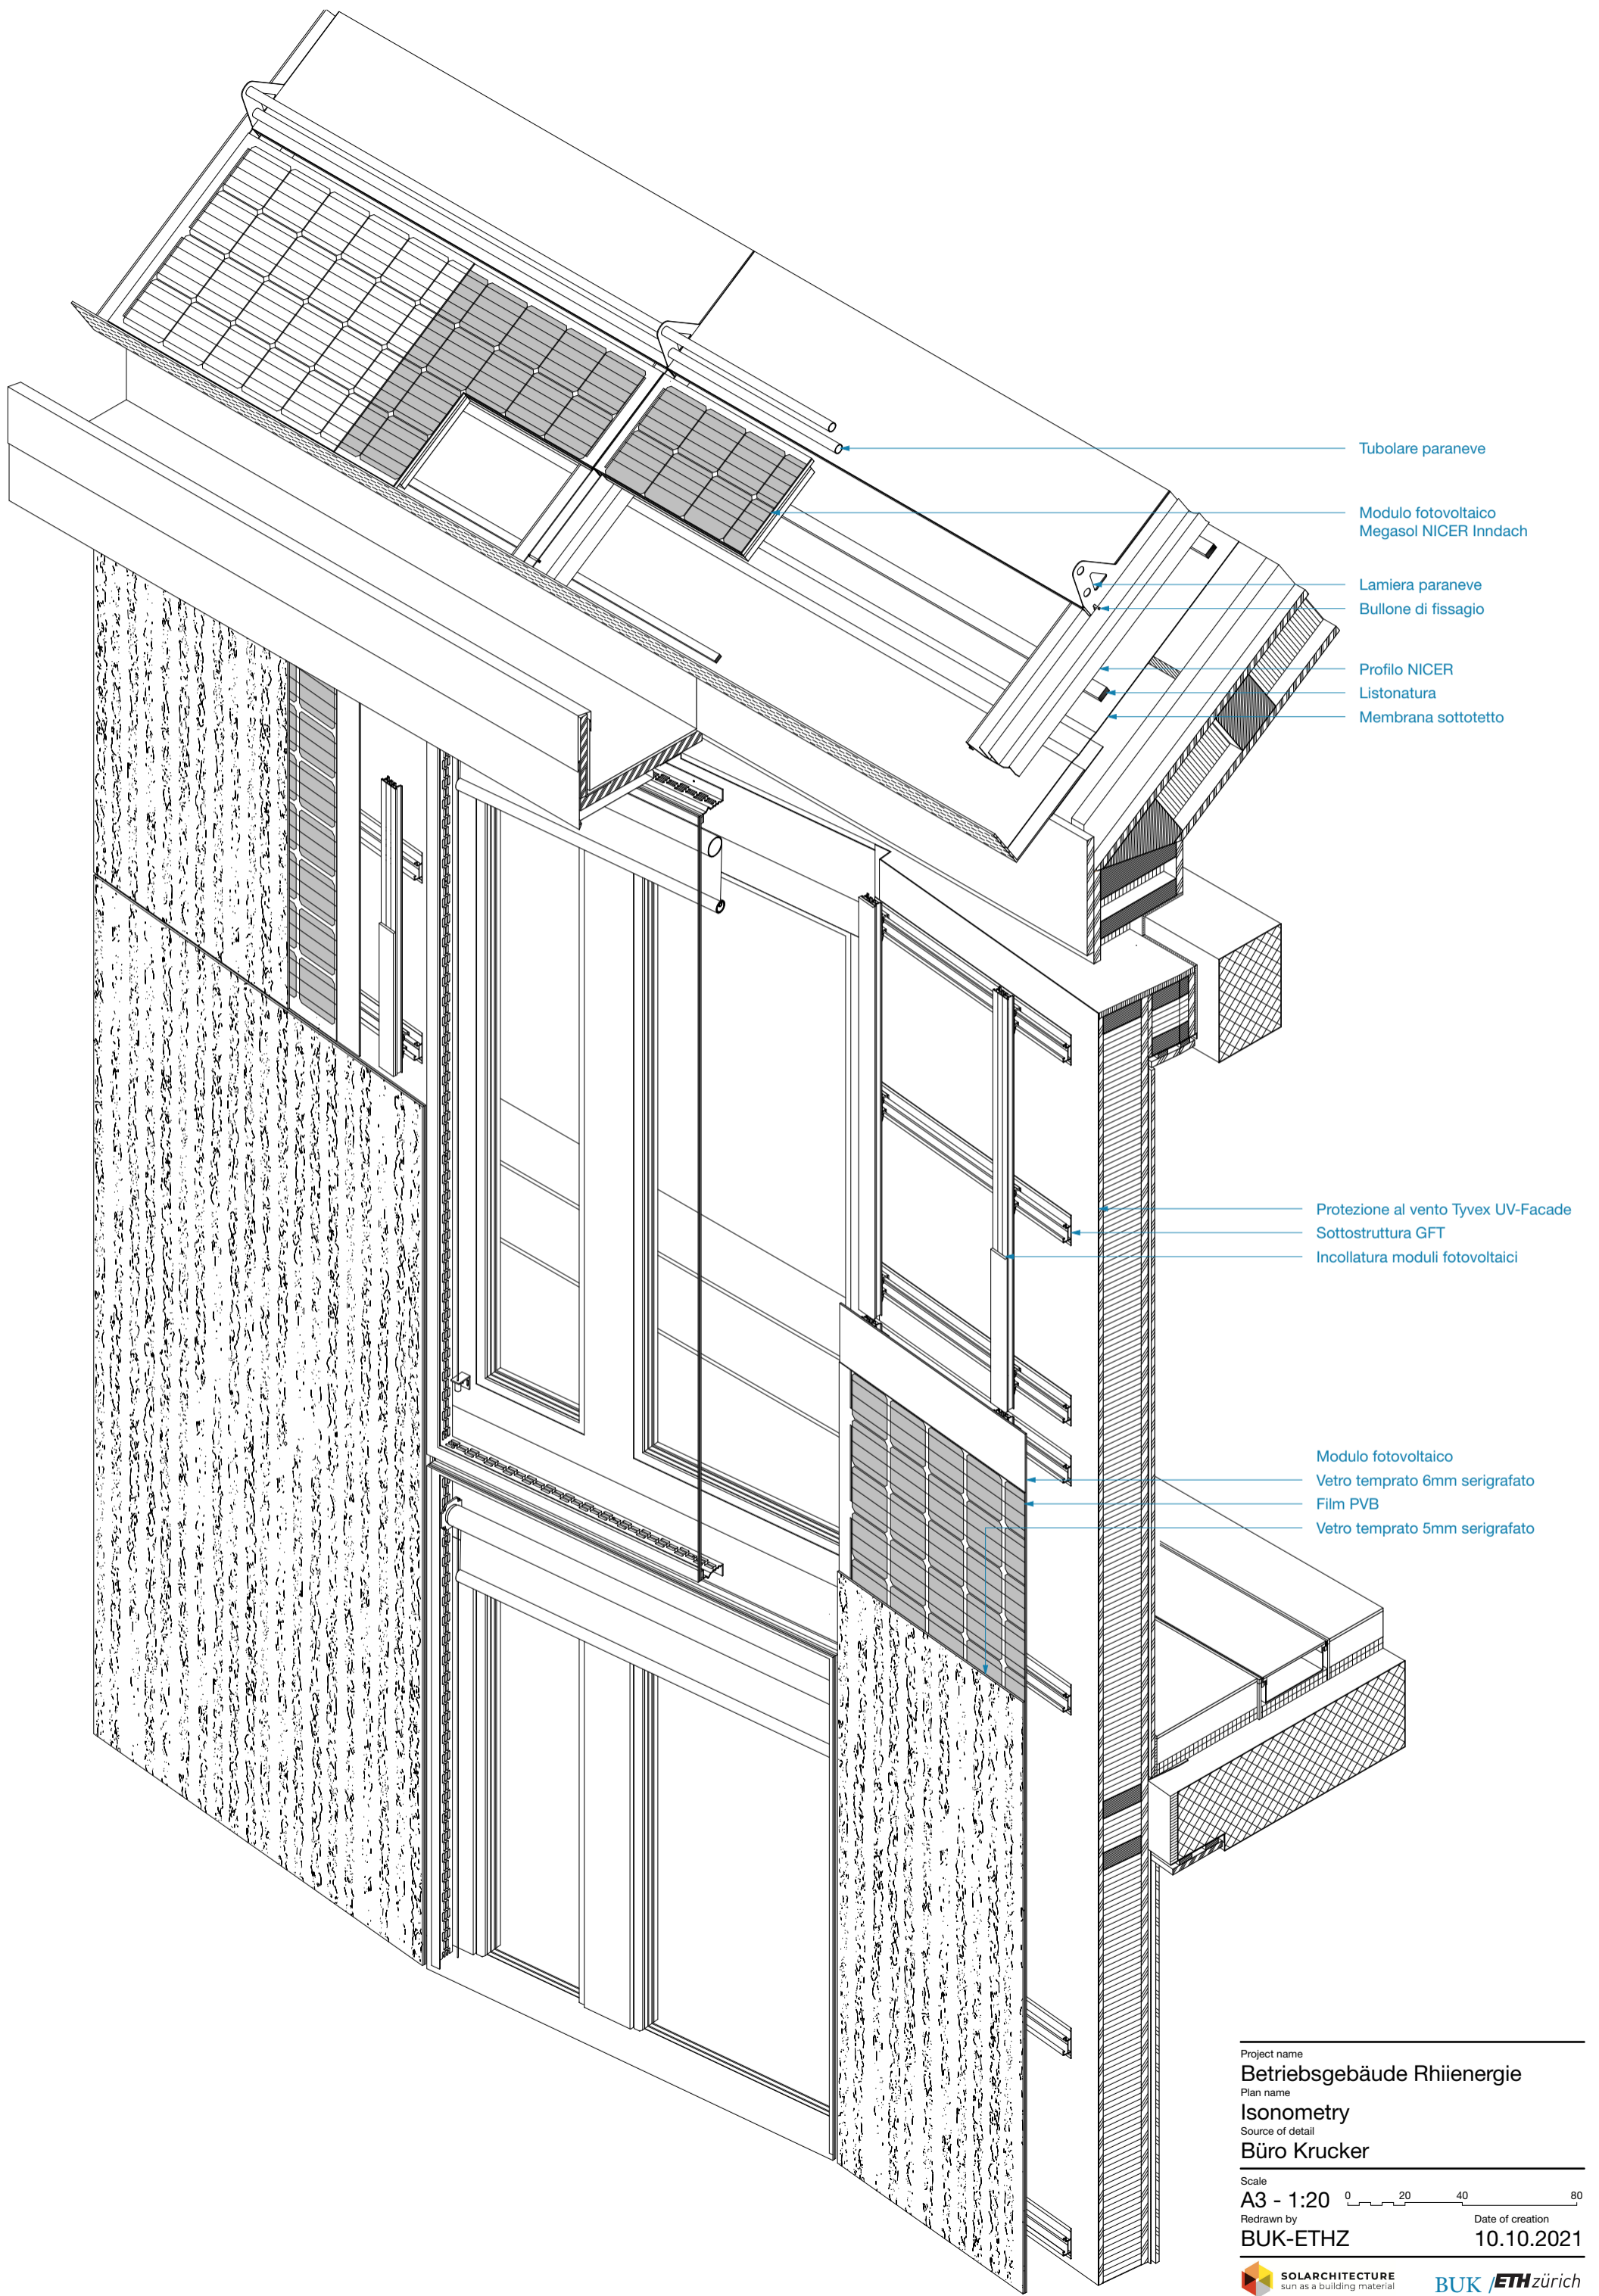 Tubolare paraneve
Modulo fotovoltaico
Megasol NICER Inndach
Lamiera paraneve
Bullone di fissagio
Profilo NICER
Listonatura
Membrana sottotetto
Protezione al vento Tyvex UV-Facade
Sottostruttura GFT
Incollatura moduli fotovoltaici
Modulo fotovoltaico
Vetro temprato 6mm serigrafato
Film PVB
Vetro temprato 5mm serigrafato
Project name
Betriebsgebäude Rhiienergie
Plan name
Isonometry
Source of detail
Büro Krucker
Scale
A3 - 1:20 0 20 40 80
Redrawn by Date of creation
BUK-ETHZ 10.10.2021
SOLARCHITECTURE
sun as a building material
BUK / ETH zürich